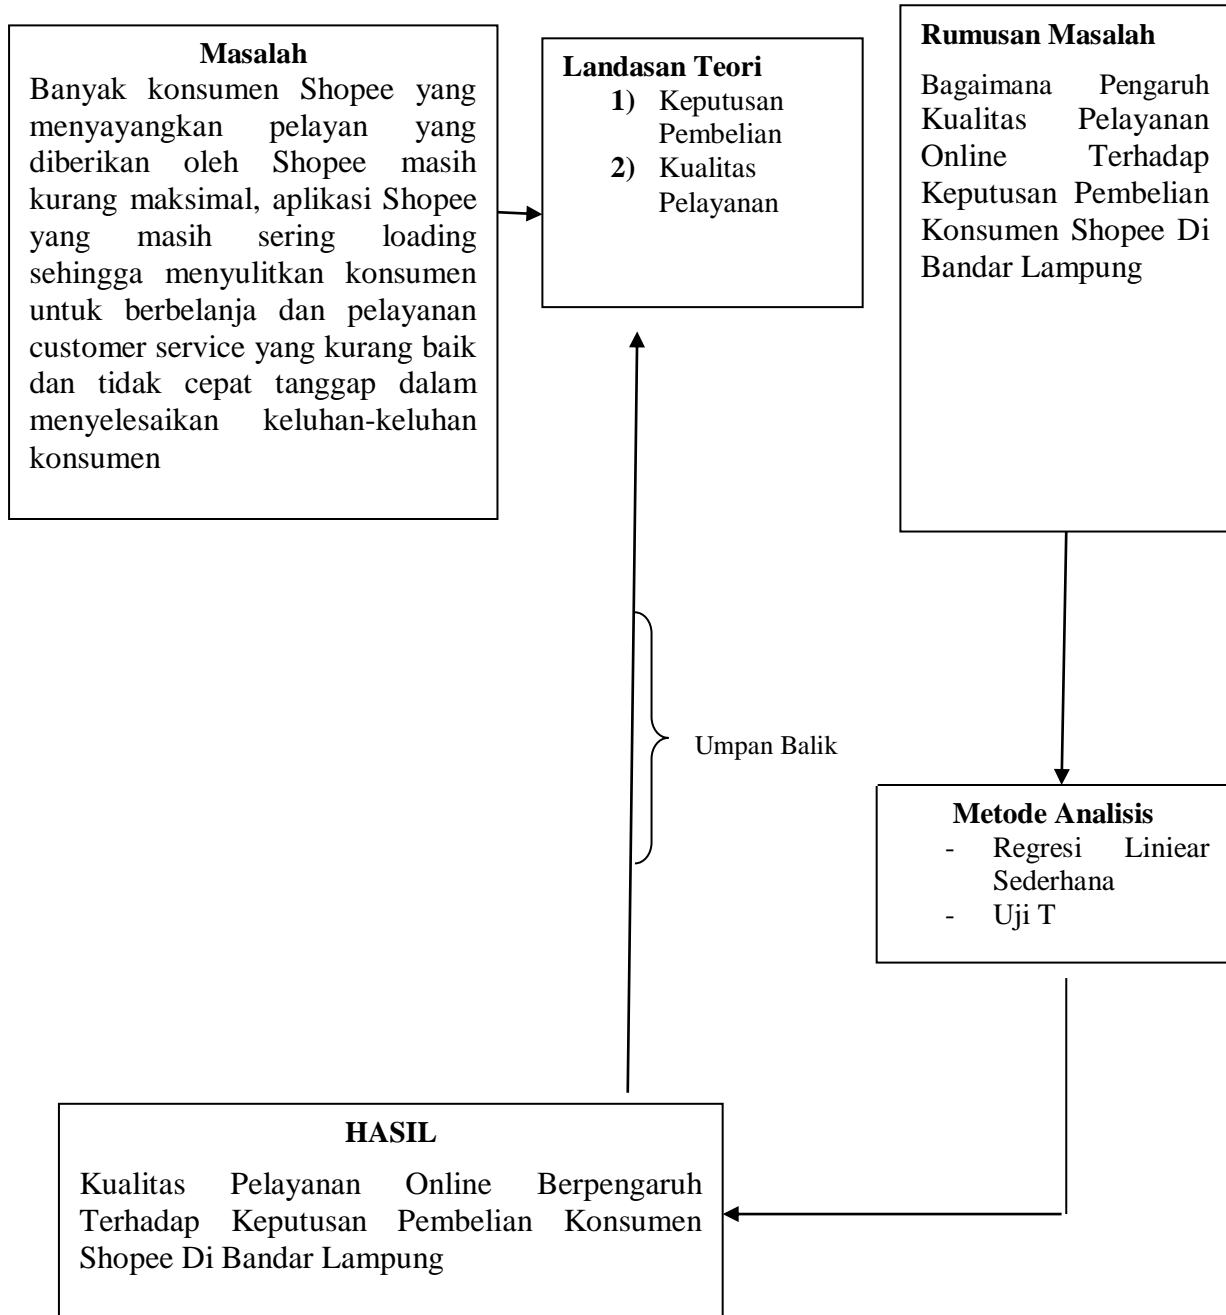 Masalah
Banyak konsumen Shopee yang
menyayangkan pelayan yang
diberikan oleh Shopee masih
kurang maksimal, aplikasi Shopee
yang masih sering loading
sehingga menyulitkan konsumen
untuk berbelanja dan pelayanan
customer service yang kurang baik
dan tidak cepat tanggap dalam
menyelesaikan keluhan-keluhan
konsumen
Landasan Teori
1) Keputusan
Pembelian
2) Kualitas
Pelayanan
Rumusan Masalah
Bagaimana Pengaruh
Kualitas Pelayanan
Online Terhadap
Keputusan Pembelian
Konsumen Shopee Di
Bandar Lampung
Umpan Balik
Metode Analisis
- Regresi Liniear
Sederhana
- Uji T
HASIL
Kualitas Pelayanan Online Berpengaruh
Terhadap Keputusan Pembelian Konsumen
Shopee Di Bandar Lampung